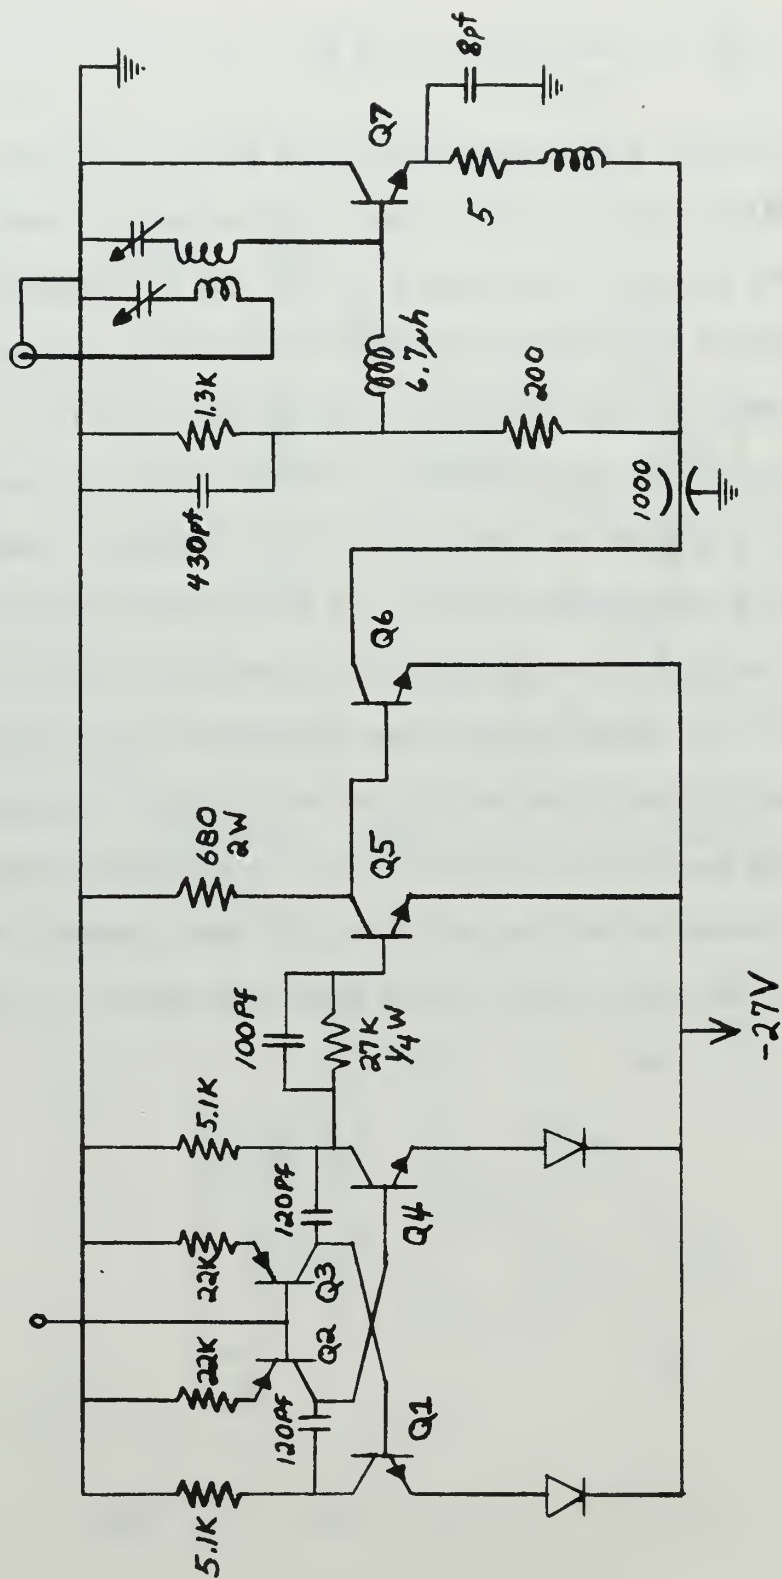 5.1K
120Pf
22K
Q2
Q1
22K
Q3
120Pf
5.1K
Q4
100Pf
27K
1/4 W
680
2W
Q5
Q6
-27V
430pf
1.3K
6.7μh
200
1000
Q7
5
8pf